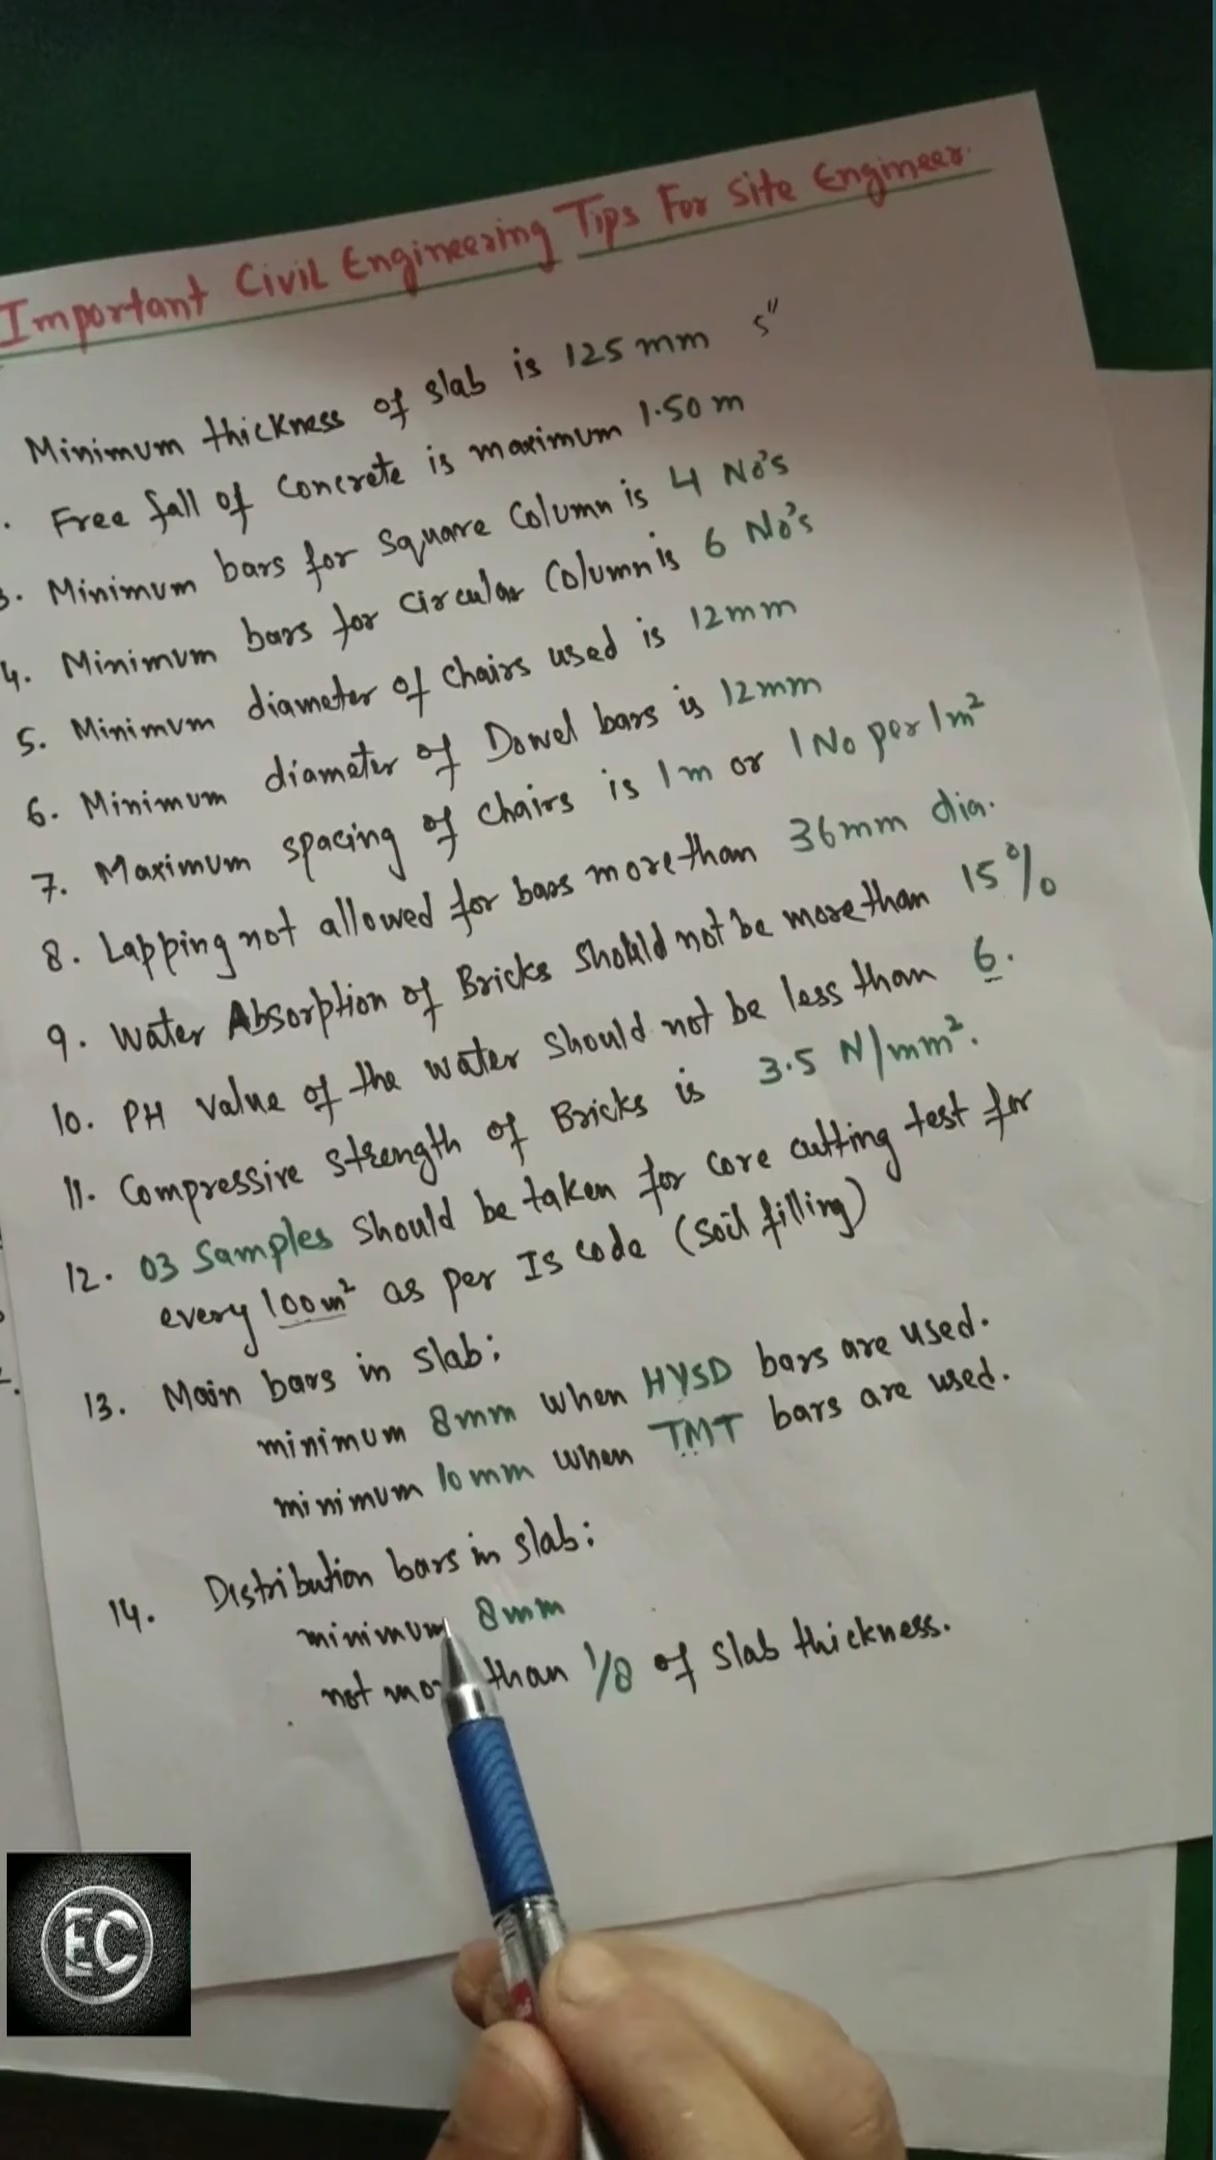 Important Civil Engineering Tips For Site Engineer.
Minimum thickness of slab is 125 mm 5"
. Free fall of Concrete is maximum 1.50 m
3. Minimum bars for Square Column is 4 No's
4. Minimum bars for Circular Column is 6 No's
5. Minimum diameter of Chairs used is 12mm
6. Minimum diameter of Dowel bars is 12mm
7. Maximum spacing of Chairs is 1m or 1 No per 1m²
8. Lapping not allowed for bars more than 36mm dia.
9. Water Absorption of Bricks should not be more than 15%
10. PH value of the water should not be less than 6.
11. Compressive strength of Bricks is 3.5 N/mm².
12. 03 Samples should be taken for core cutting test for
every 100m² as per Is code (soil filling)
13. Main bars in slab:
minimum 8mm when HYSD bars are used.
minimum 10mm when TMT bars are used.
14. Distribution bars in slab:
minimum 8mm
not more than 1/8 of slab thickness.
EC